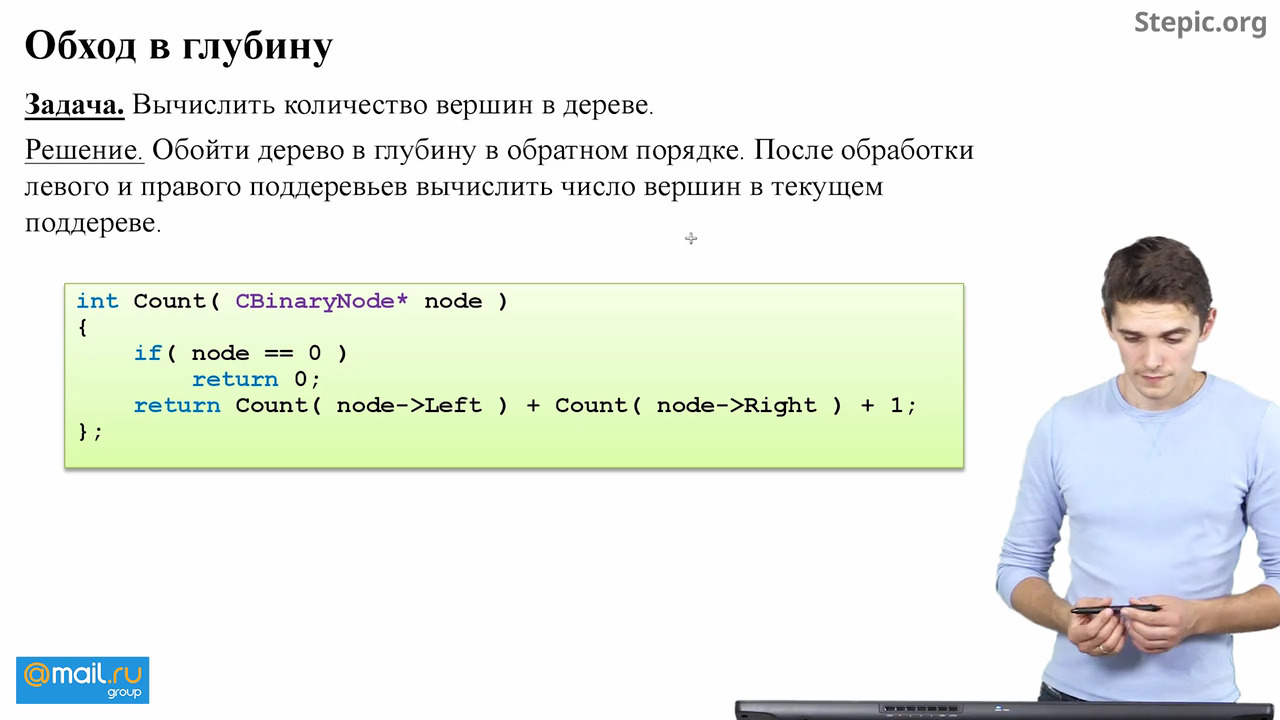 Stepic.org
Обход в глубину
Задача. Вычислить количество вершин в дереве.
Решение. Обойти дерево в глубину в обратном порядке. После обработки
левого и правого поддеревьев вычислить число вершин в текущем
поддереве.
int Count( CBinaryNode* node )
{
    if( node == 0 )
        return 0;
    return Count( node->Left ) + Count( node->Right ) + 1;
};
@mail.ru
group